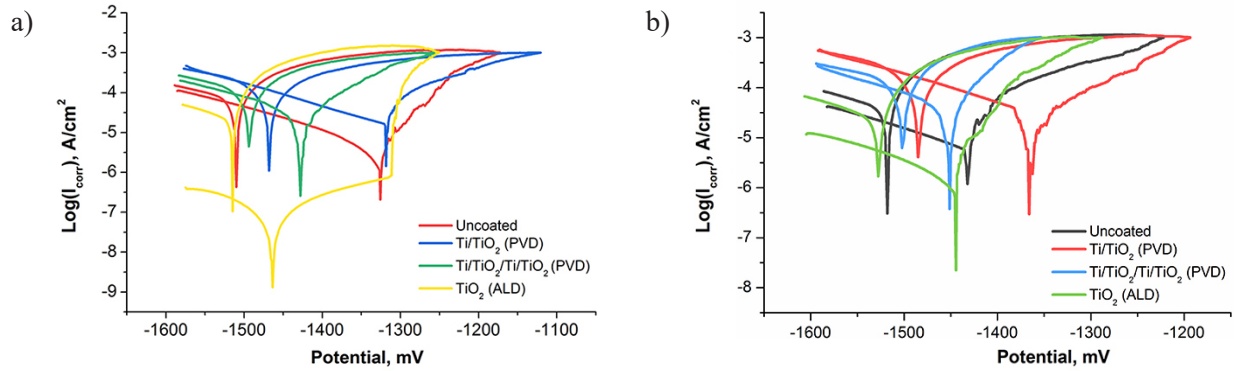 a)
-2
-3
-4
-5
-6
-7
-8
-9
Log(I_corr), A/cm²
-1600 -1500 -1400 -1300 -1200 -1100
Potential, mV
Uncoated
Ti/TiO₂ (PVD)
Ti/TiO₂/Ti/TiO₂ (PVD)
TiO₂ (ALD)
b)
-3
-4
-5
-6
-7
-8
Log(I_corr), A/cm²
-1600 -1500 -1400 -1300 -1200
Potential, mV
Uncoated
Ti/TiO₂ (PVD)
Ti/TiO₂/Ti/TiO₂ (PVD)
TiO₂ (ALD)